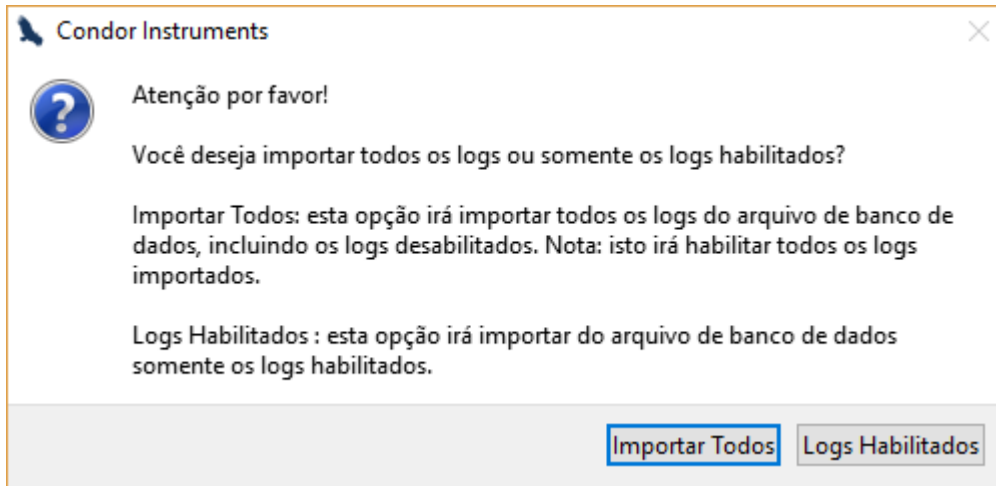 Condor Instruments
Atenção por favor!
Você deseja importar todos os logs ou somente os logs habilitados?
Importar Todos: esta opção irá importar todos os logs do arquivo de banco de
dados, incluindo os logs desabilitados. Nota: isto irá habilitar todos os logs
importados.
Logs Habilitados : esta opção irá importar do arquivo de banco de dados
somente os logs habilitados.
Importar Todos
Logs Habilitados